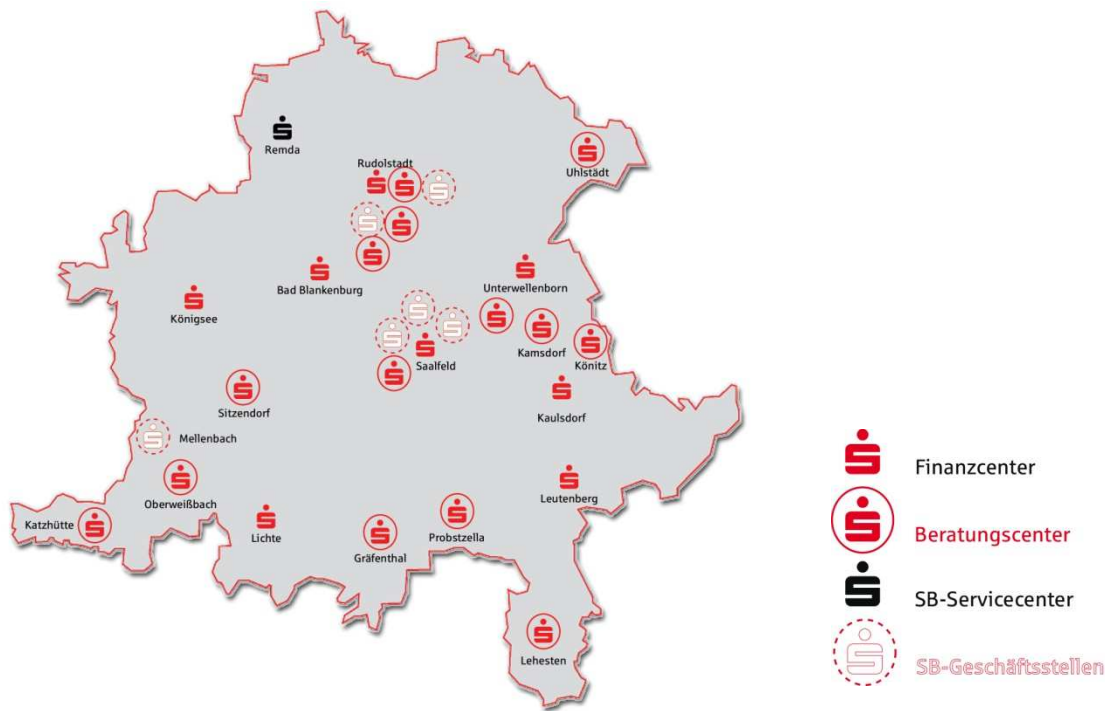 Remda
Rudolstadt
Uhlstädt
Bad Blankenburg
Unterwellenborn
Königsee
Saalfeld
Kamsdorf
Könitz
Sitzendorf
Kaulsdorf
Mellenbach
Oberweißbach
Leutenberg
Katzhütte
Lichte
Gräfenthal
Probstzella
Lehesten
Finanzcenter
Beratungscenter
SB-Servicecenter
SB-Geschäftsstellen